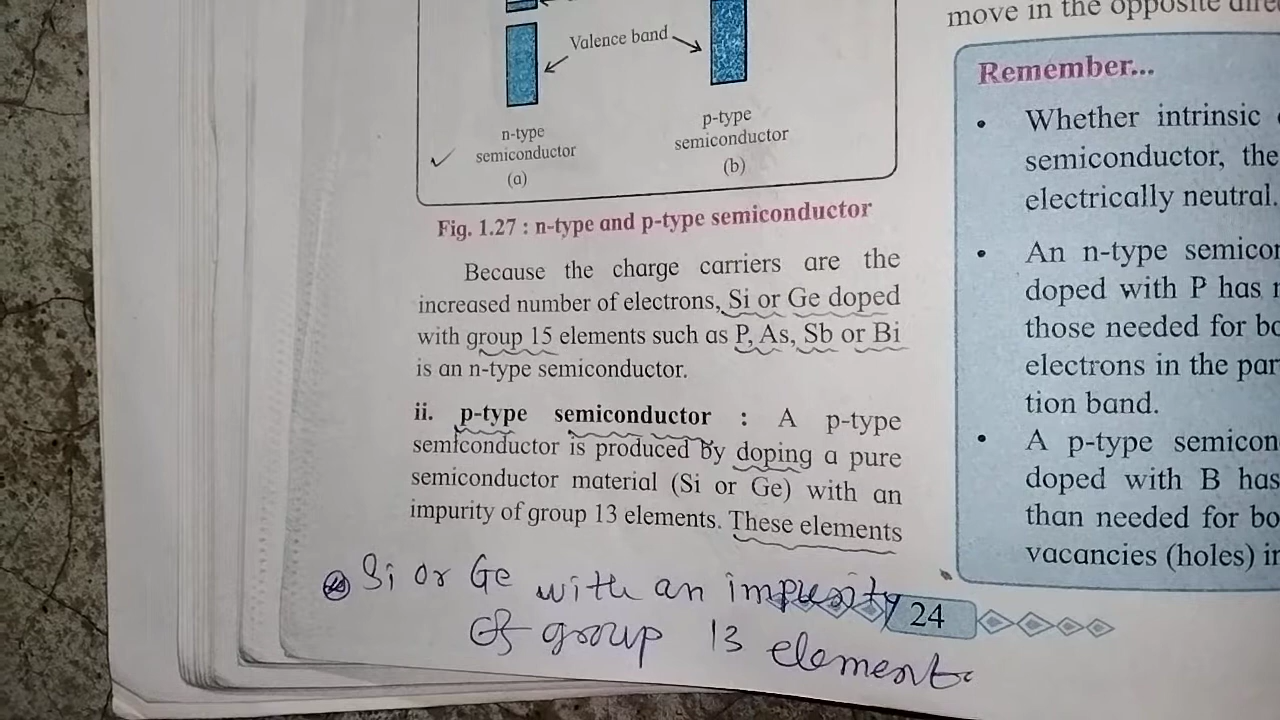 Valence band
n-type
semiconductor
(a)
p-type
semiconductor
(b)
Fig. 1.27 : n-type and p-type semiconductor
Because the charge carriers are the
increased number of electrons, Si or Ge doped
with group 15 elements such as P, As, Sb or Bi
is an n-type semiconductor.
ii. p-type semiconductor : A p-type
semiconductor is produced by doping a pure
semiconductor material (Si or Ge) with an
impurity of group 13 elements. These elements
Si or Ge with an impurity
of group 13 element
24
move in the opposite
Remember...
Whether intrinsic
semiconductor, the
electrically neutral.
An n-type
doped with P has
those needed for
electrons in the
tion band.
A p-type
doped with B has
than needed for
vacancies (holes)